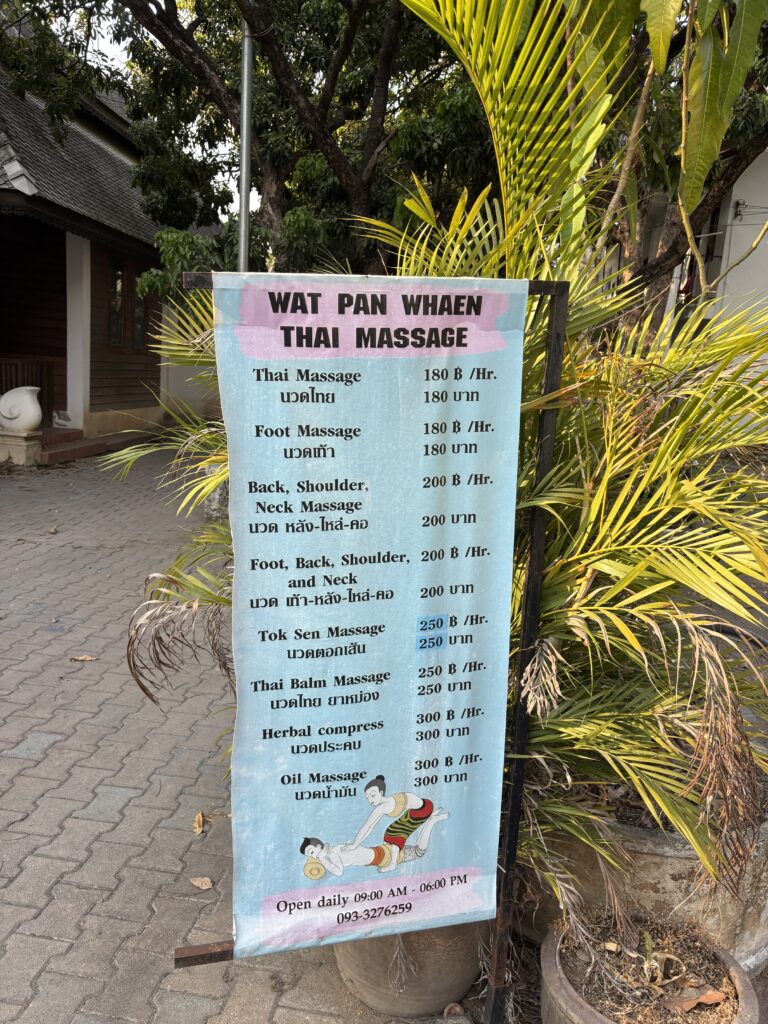 WAT PAN WHAEN
THAI MASSAGE
Thai Massage 180 ฿ /Hr.
นวดไทย 180 บาท
Foot Massage 180 ฿ /Hr.
นวดเท้า 180 บาท
Back, Shoulder, 200 ฿ /Hr.
Neck Massage
นวด หลัง-ไหล่-คอ 200 บาท
Foot, Back, Shoulder, 200 ฿ /Hr.
and Neck
นวด เท้า-หลัง-ไหล่-คอ 200 บาท
Tok Sen Massage 250 ฿ /Hr.
นวดตอกเส้น 250 บาท
Thai Balm Massage 250 ฿ /Hr.
นวดไทย ยาหม่อง 250 บาท
Herbal compress 300 ฿ /Hr.
นวดประคบ 300 บาท
Oil Massage 300 ฿ /Hr.
นวดน้ำมัน 300 บาท
Open daily 09:00 AM - 06:00 PM
093-3276259